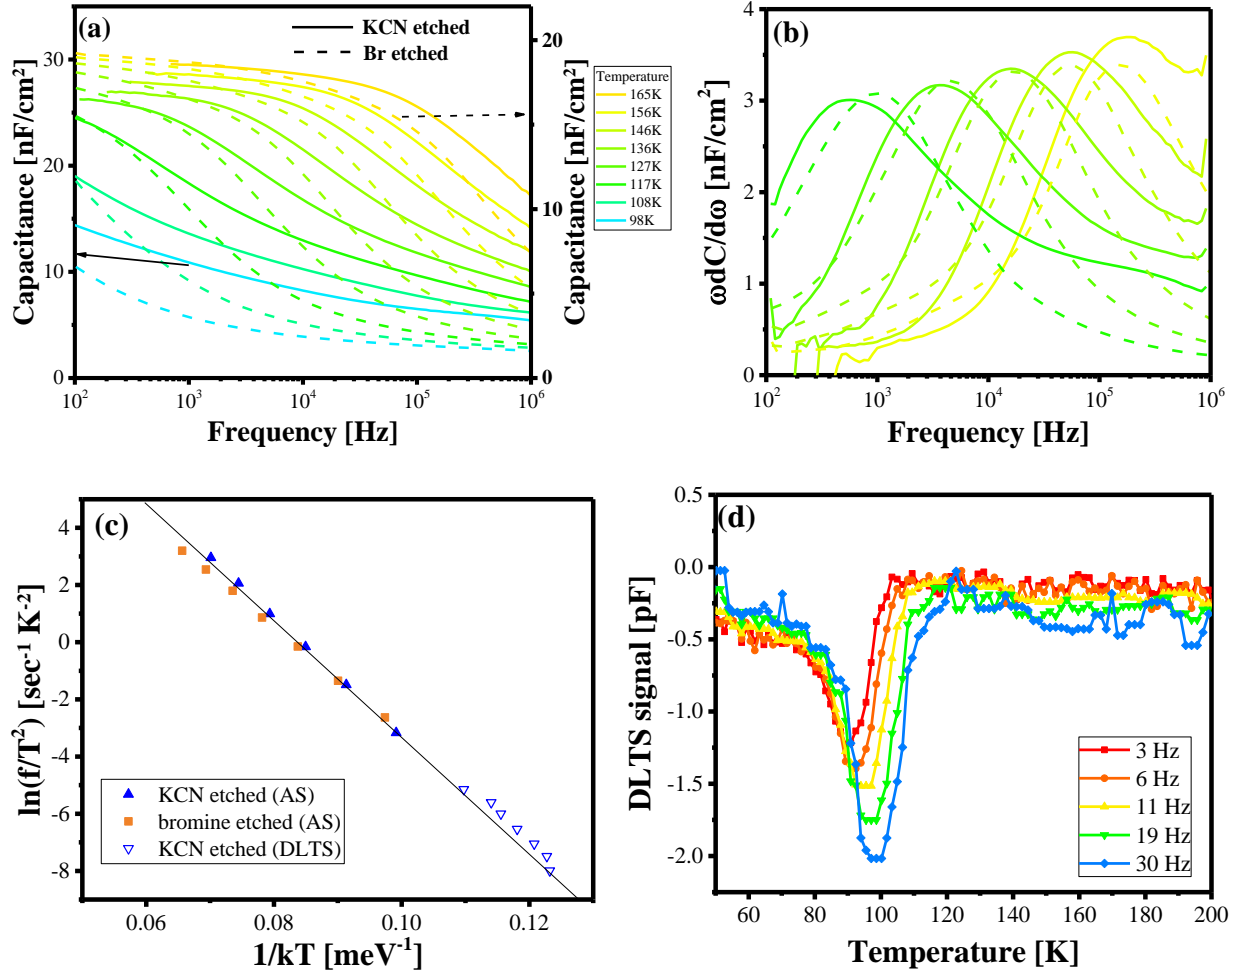 (a)
KCN etched
Br etched
Capacitance [nF/cm²]
30
20
10
0
10² 10³ 10⁴ 10⁵ 10⁶
Frequency [Hz]
20
10
0
Capacitance [nF/cm²]
Temperature
165K
156K
146K
136K
127K
117K
108K
98K
(b)
ωdC/dω [nF/cm²]
4
3
2
1
0
10² 10³ 10⁴ 10⁵ 10⁶
Frequency [Hz]
(c)
ln(f/T²) [sec⁻¹ K⁻²]
4
2
0
-2
-4
-6
-8
KCN etched (AS)
bromine etched (AS)
KCN etched (DLTS)
0.06 0.08 0.10 0.12
1/kT [meV⁻¹]
(d)
DLTS signal [pF]
0.5
0.0
-0.5
-1.0
-1.5
-2.0
3 Hz
6 Hz
11 Hz
19 Hz
30 Hz
60 80 100 120 140 160 180 200
Temperature [K]